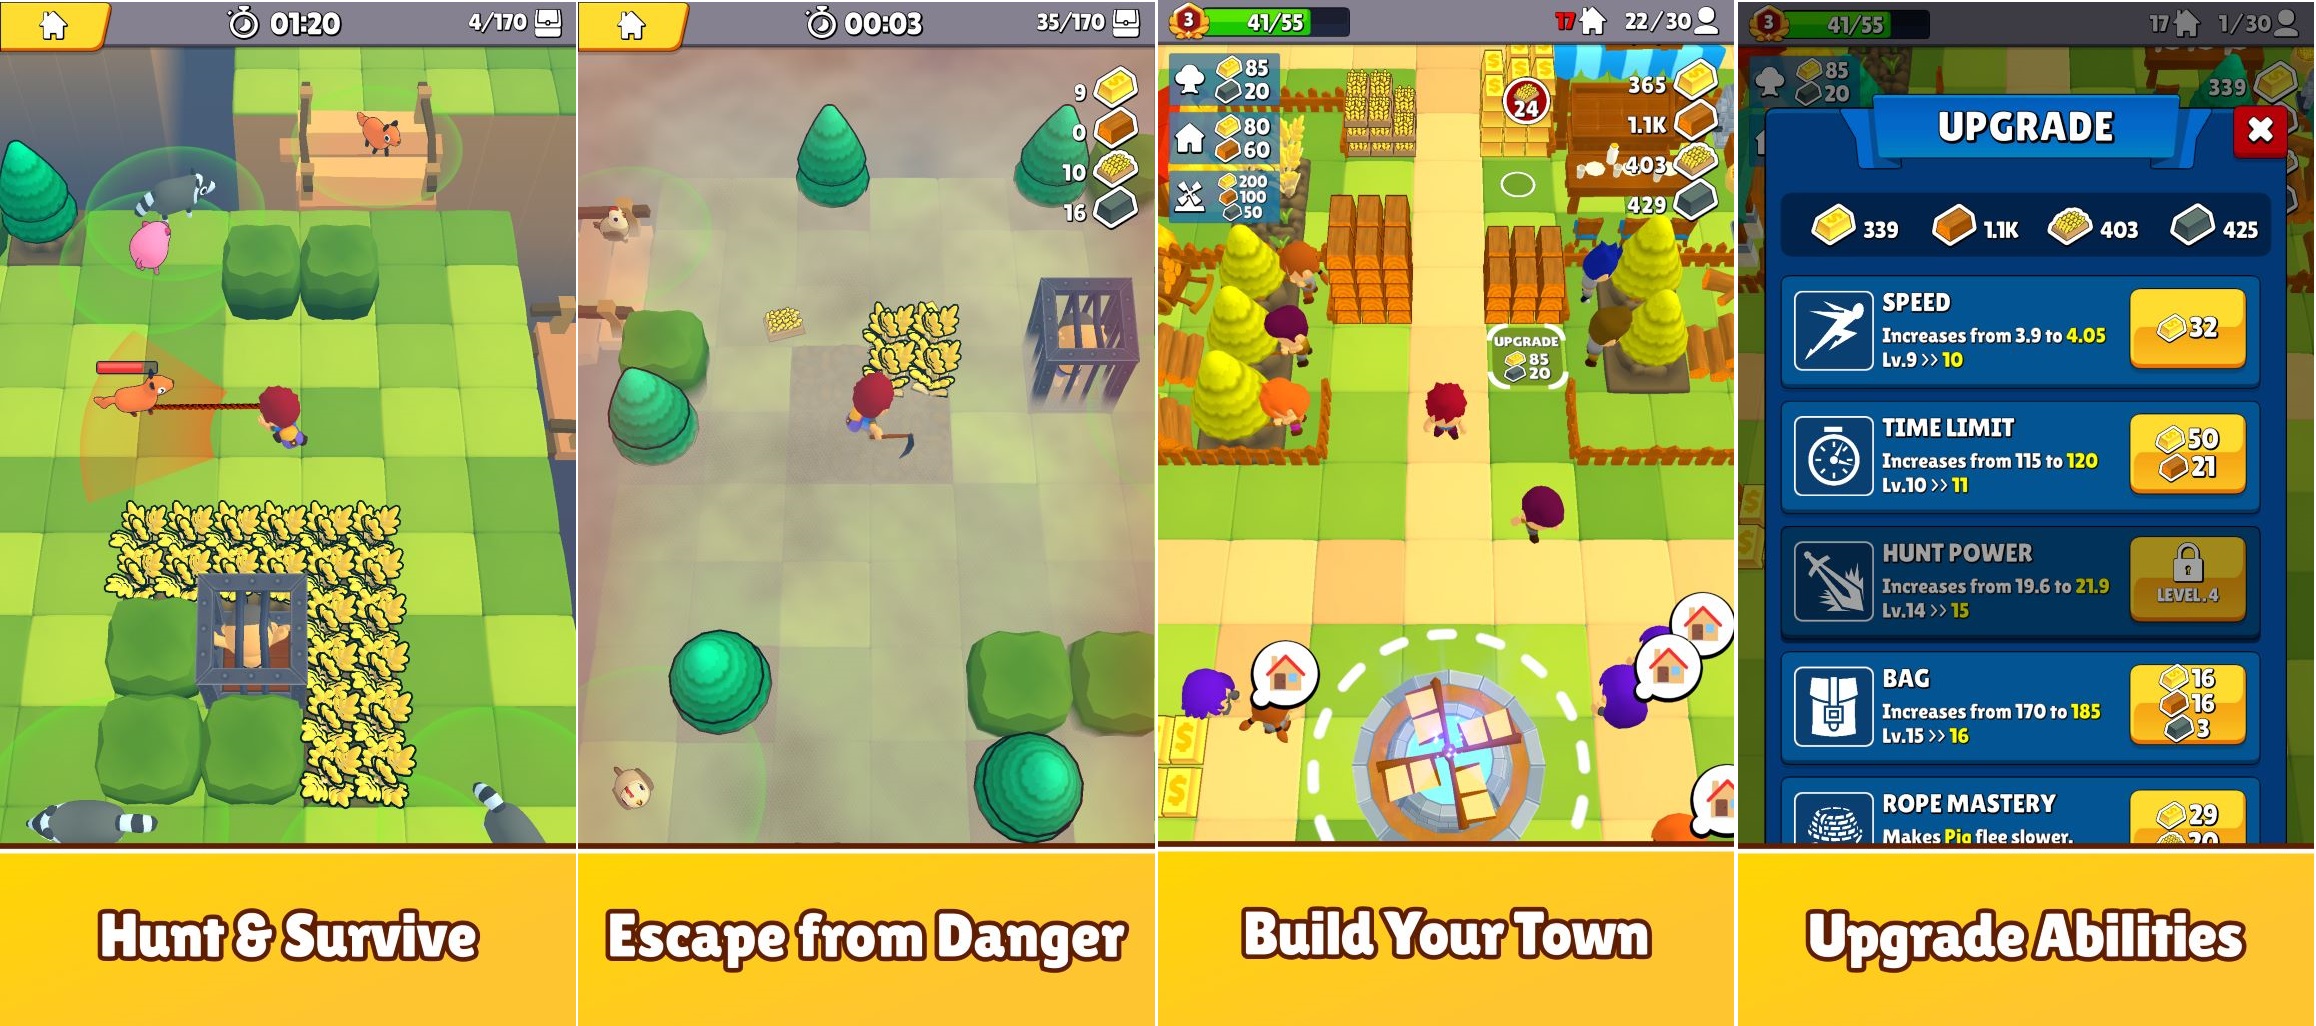 01:20
4/170
Hunt & Survive
00:03
35/170
9
0
10
16
Escape from Danger
3
41/55
17
22/30
85
20
80
60
200
100
50
365
1.1K
403
429
24
UPGRADE
85
20
Build Your Town
3
41/55
17
1/30
85
20
339
UPGRADE
339
1.1K
403
425
SPEED
Increases from 3.9 to 4.05
Lv.9 >> 10
32
TIME LIMIT
Increases from 115 to 120
Lv.10 >> 11
50
21
HUNT POWER
Increases from 19.6 to 21.9
Lv.14 >> 15
LEVEL.4
BAG
Increases from 170 to 185
Lv.15 >> 16
16
16
3
ROPE MASTERY
Makes Pig flee slower.
29
20
Upgrade Abilities